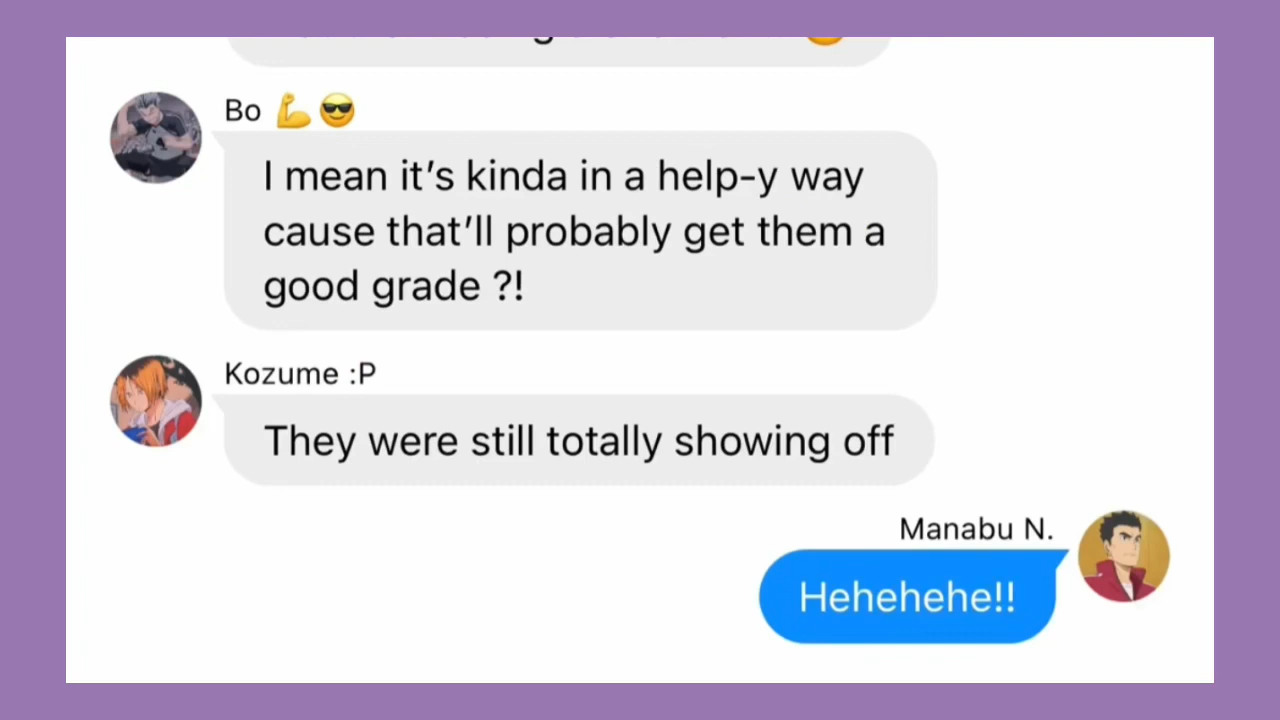 Bo 💪😎
I mean it's kinda in a help-y way
cause that'll probably get them a
good grade ?!
Kozume :P
They were still totally showing off
Manabu N.
Hehehehe!!